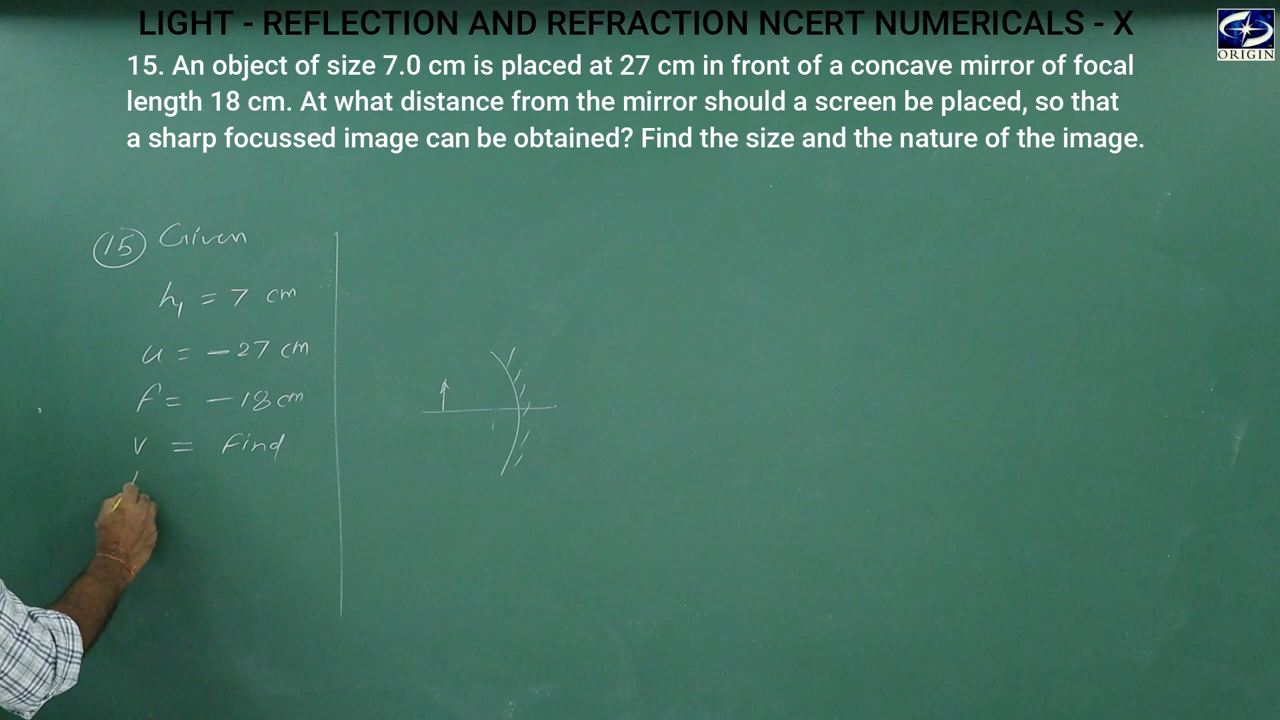 LIGHT - REFLECTION AND REFRACTION NCERT NUMERICALS - X
ORIGIN
15. An object of size 7.0 cm is placed at 27 cm in front of a concave mirror of focal
length 18 cm. At what distance from the mirror should a screen be placed, so that
a sharp focussed image can be obtained? Find the size and the nature of the image.
15 Given
h₁ = 7 cm
u = -27 cm
f = -18 cm
v = find